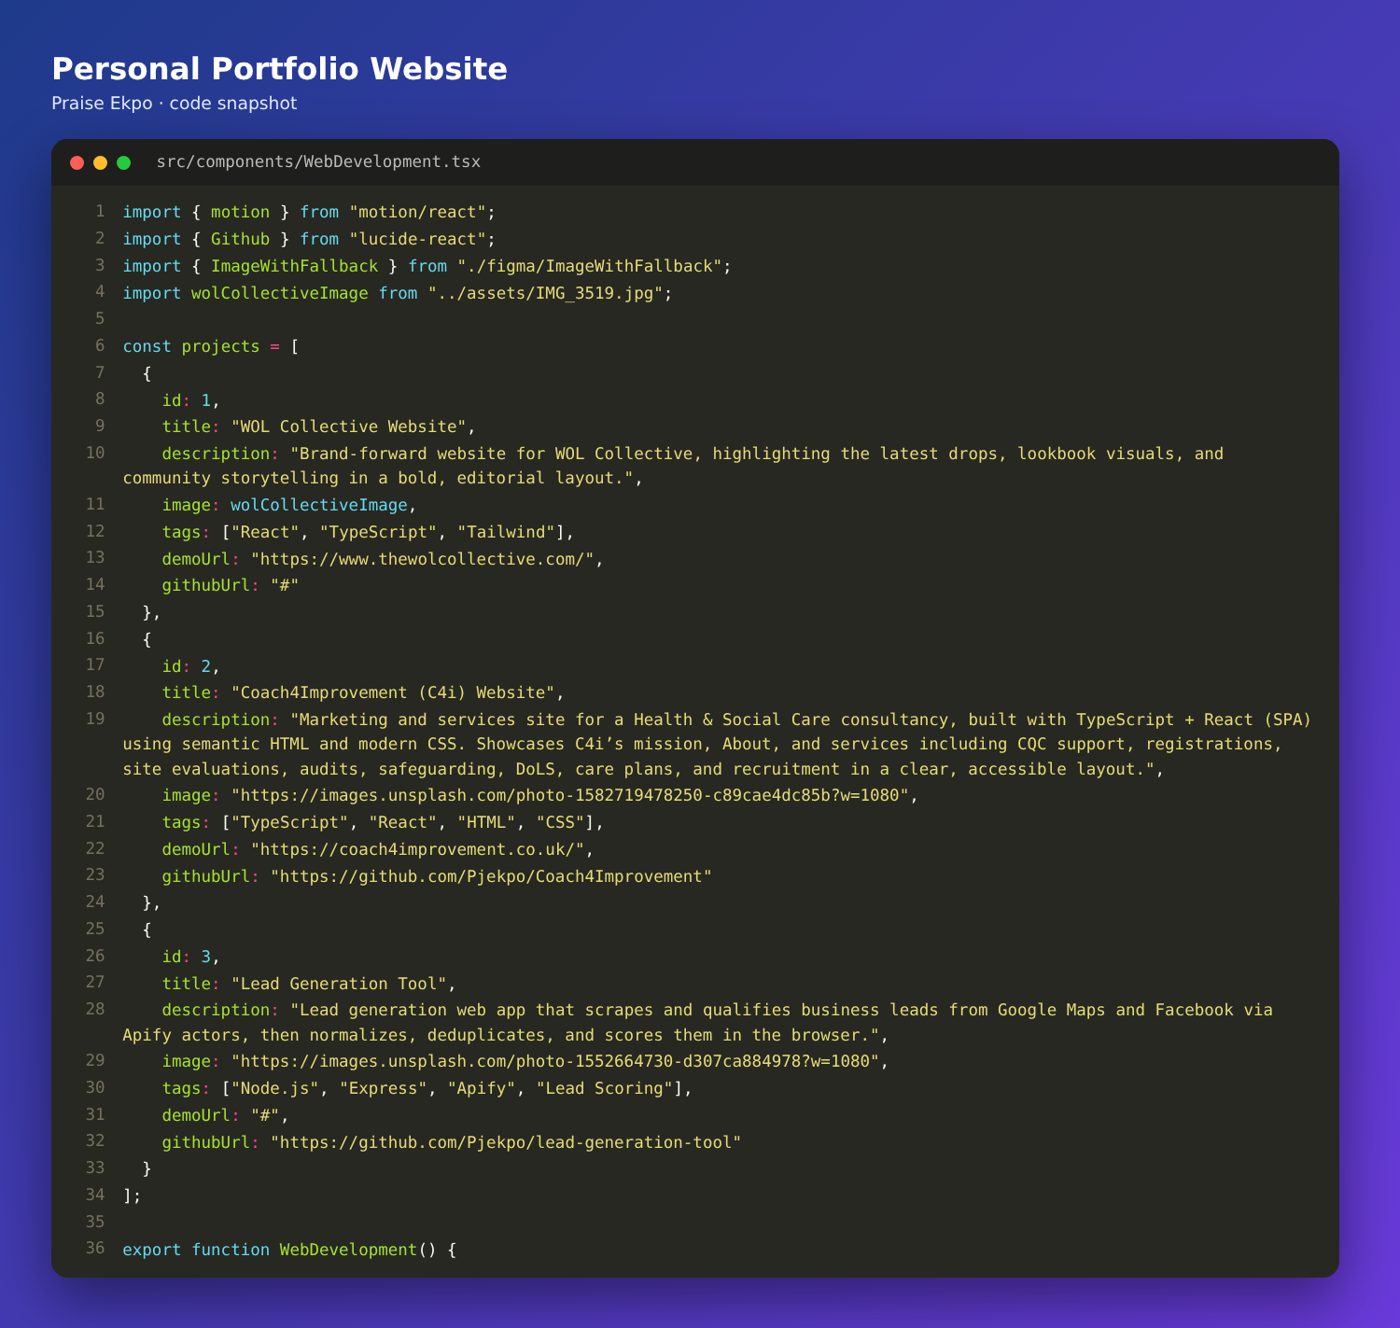 Personal Portfolio Website
Praise Ekpo · code snapshot
src/components/WebDevelopment.tsx
1 import { motion } from "motion/react";
2 import { Github } from "lucide-react";
3 import { ImageWithFallback } from "./figma/ImageWithFallback";
4 import wolCollectiveImage from "../assets/IMG_3519.jpg";
5
6 const projects = [
7   {
8     id: 1,
9     title: "WOL Collective Website",
10     description: "Brand-forward website for WOL Collective, highlighting the latest drops, lookbook visuals, and
community storytelling in a bold, editorial layout.",
11     image: wolCollectiveImage,
12     tags: ["React", "TypeScript", "Tailwind"],
13     demoUrl: "https://www.thewolcollective.com/",
14     githubUrl: "#"
15   },
16   {
17     id: 2,
18     title: "Coach4Improvement (C4i) Website",
19     description: "Marketing and services site for a Health & Social Care consultancy, built with TypeScript + React (SPA)
using semantic HTML and modern CSS. Showcases C4i’s mission, About, and services including CQC support, registrations,
site evaluations, audits, safeguarding, DoLS, care plans, and recruitment in a clear, accessible layout.",
20     image: "https://images.unsplash.com/photo-1582719478250-c89cae4dc85b?w=1080",
21     tags: ["TypeScript", "React", "HTML", "CSS"],
22     demoUrl: "https://coach4improvement.co.uk/",
23     githubUrl: "https://github.com/Pjekpo/Coach4Improvement"
24   },
25   {
26     id: 3,
27     title: "Lead Generation Tool",
28     description: "Lead generation web app that scrapes and qualifies business leads from Google Maps and Facebook via
Apify actors, then normalizes, deduplicates, and scores them in the browser.",
29     image: "https://images.unsplash.com/photo-1552664730-d307ca884978?w=1080",
30     tags: ["Node.js", "Express", "Apify", "Lead Scoring"],
31     demoUrl: "#",
32     githubUrl: "https://github.com/Pjekpo/lead-generation-tool"
33   }
34 ];
35
36 export function WebDevelopment() {